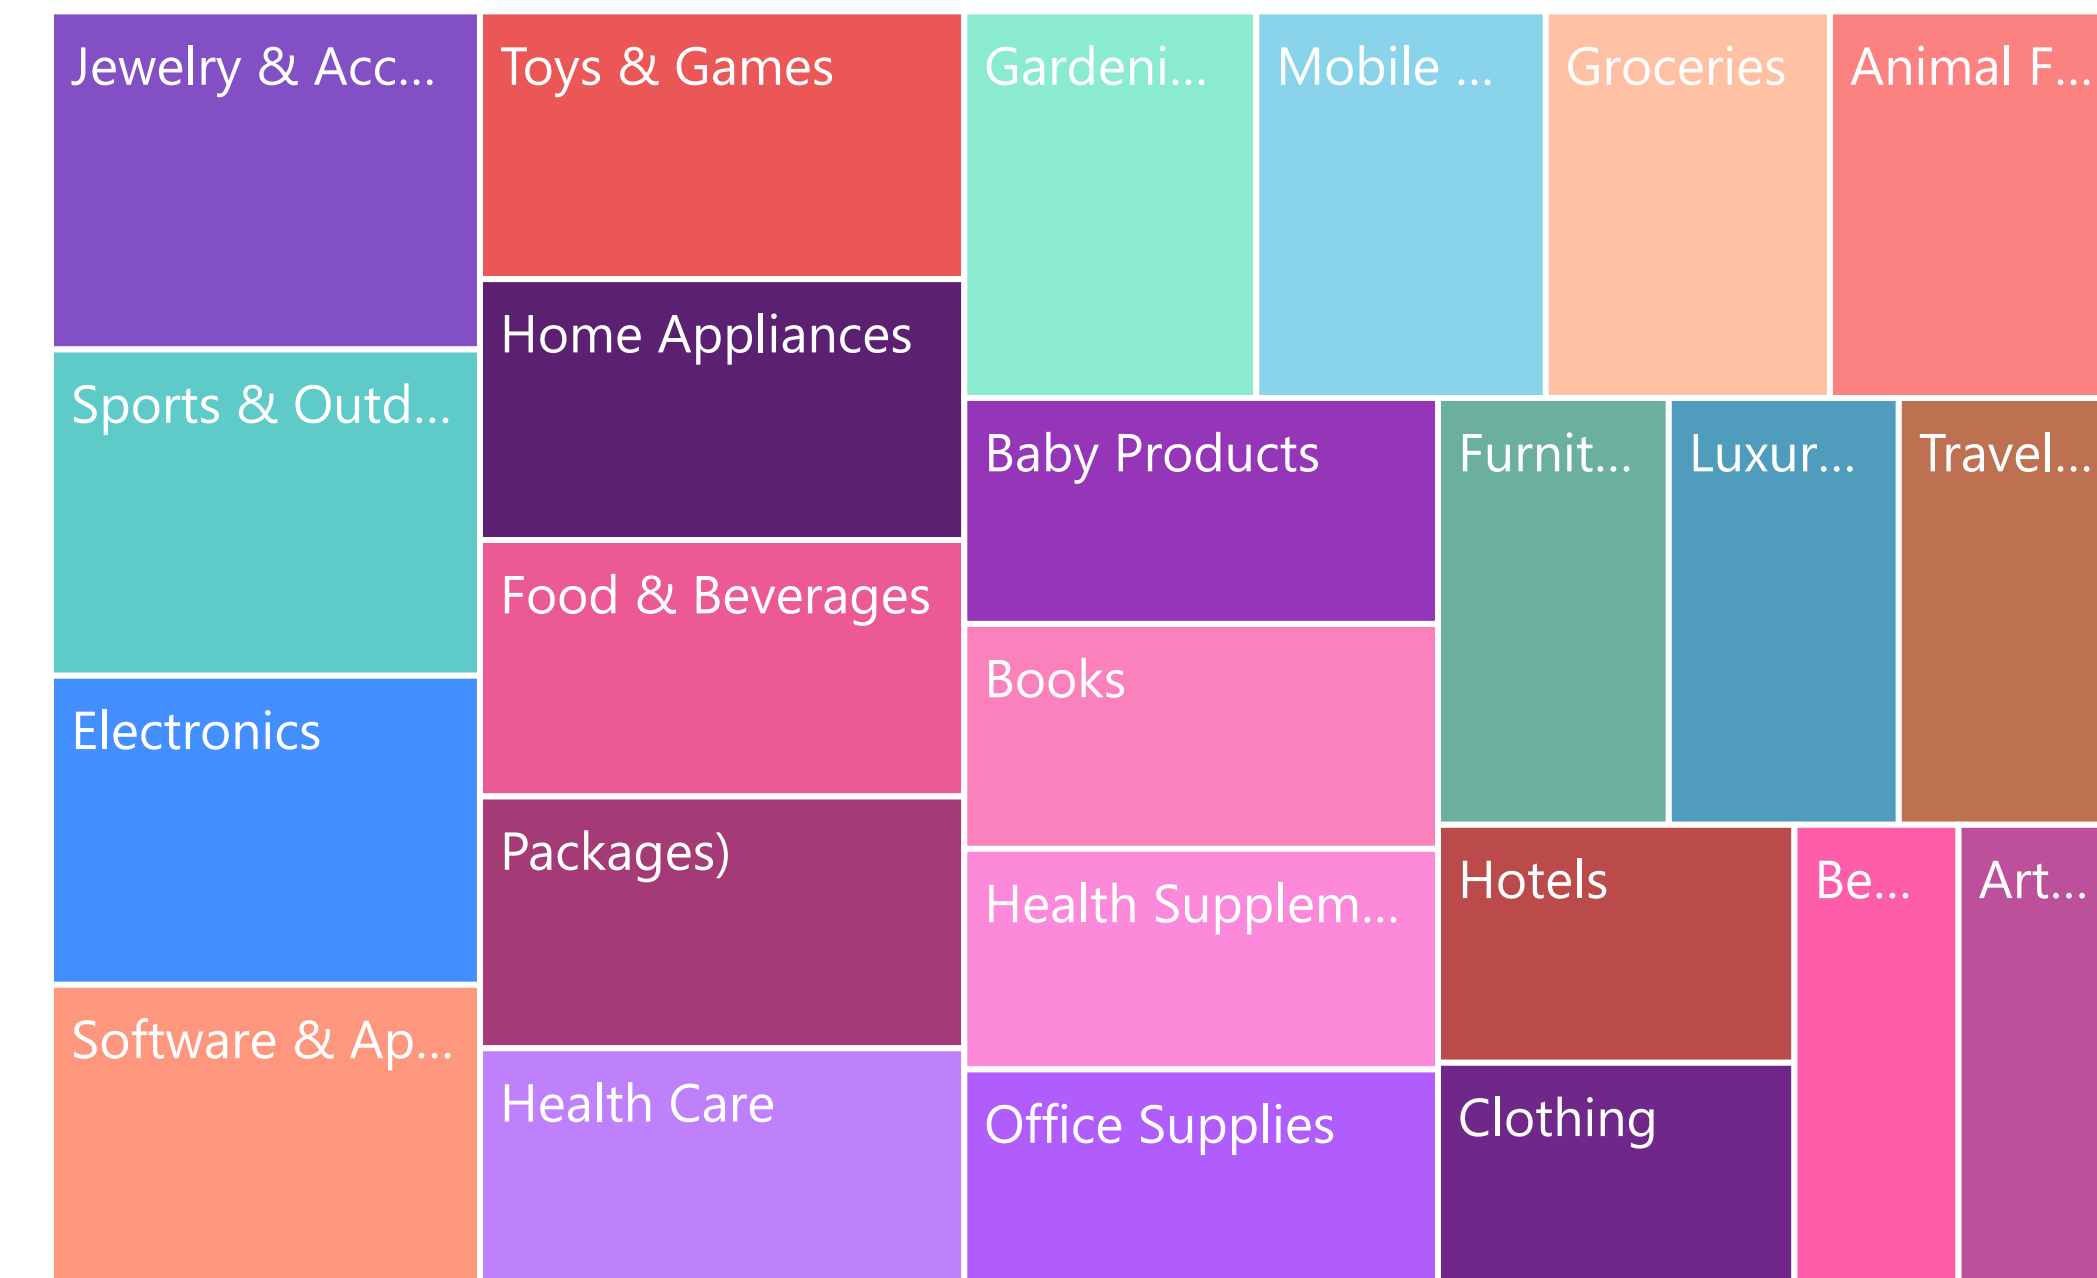 Jewelry & Acc...
Sports & Outd...
Electronics
Software & Ap...
Toys & Games
Home Appliances
Food & Beverages
Packages)
Health Care
Gardeni...
Mobile ...
Groceries
Animal F...
Baby Products
Books
Health Supplem...
Office Supplies
Furnit...
Luxur...
Travel...
Hotels
Clothing
Be...
Art...